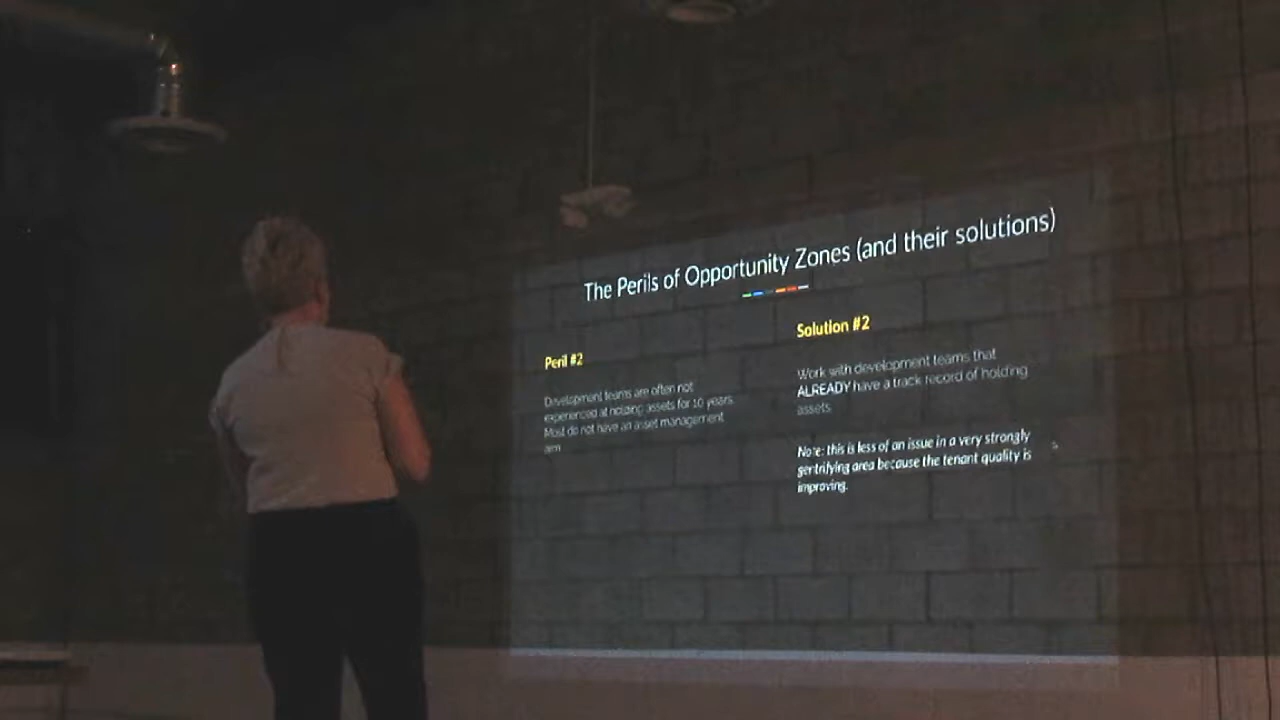 The Perils of Opportunity Zones (and their solutions)
Peril #2
Development teams are often not
experienced at holding assets for 10 years.
Most do not have an asset management
arm
Solution #2
Work with development teams that
ALREADY have a track record of holding
assets
Note: this is less of an issue in a very strongly
gentrifying area because the tenant quality is
improving.